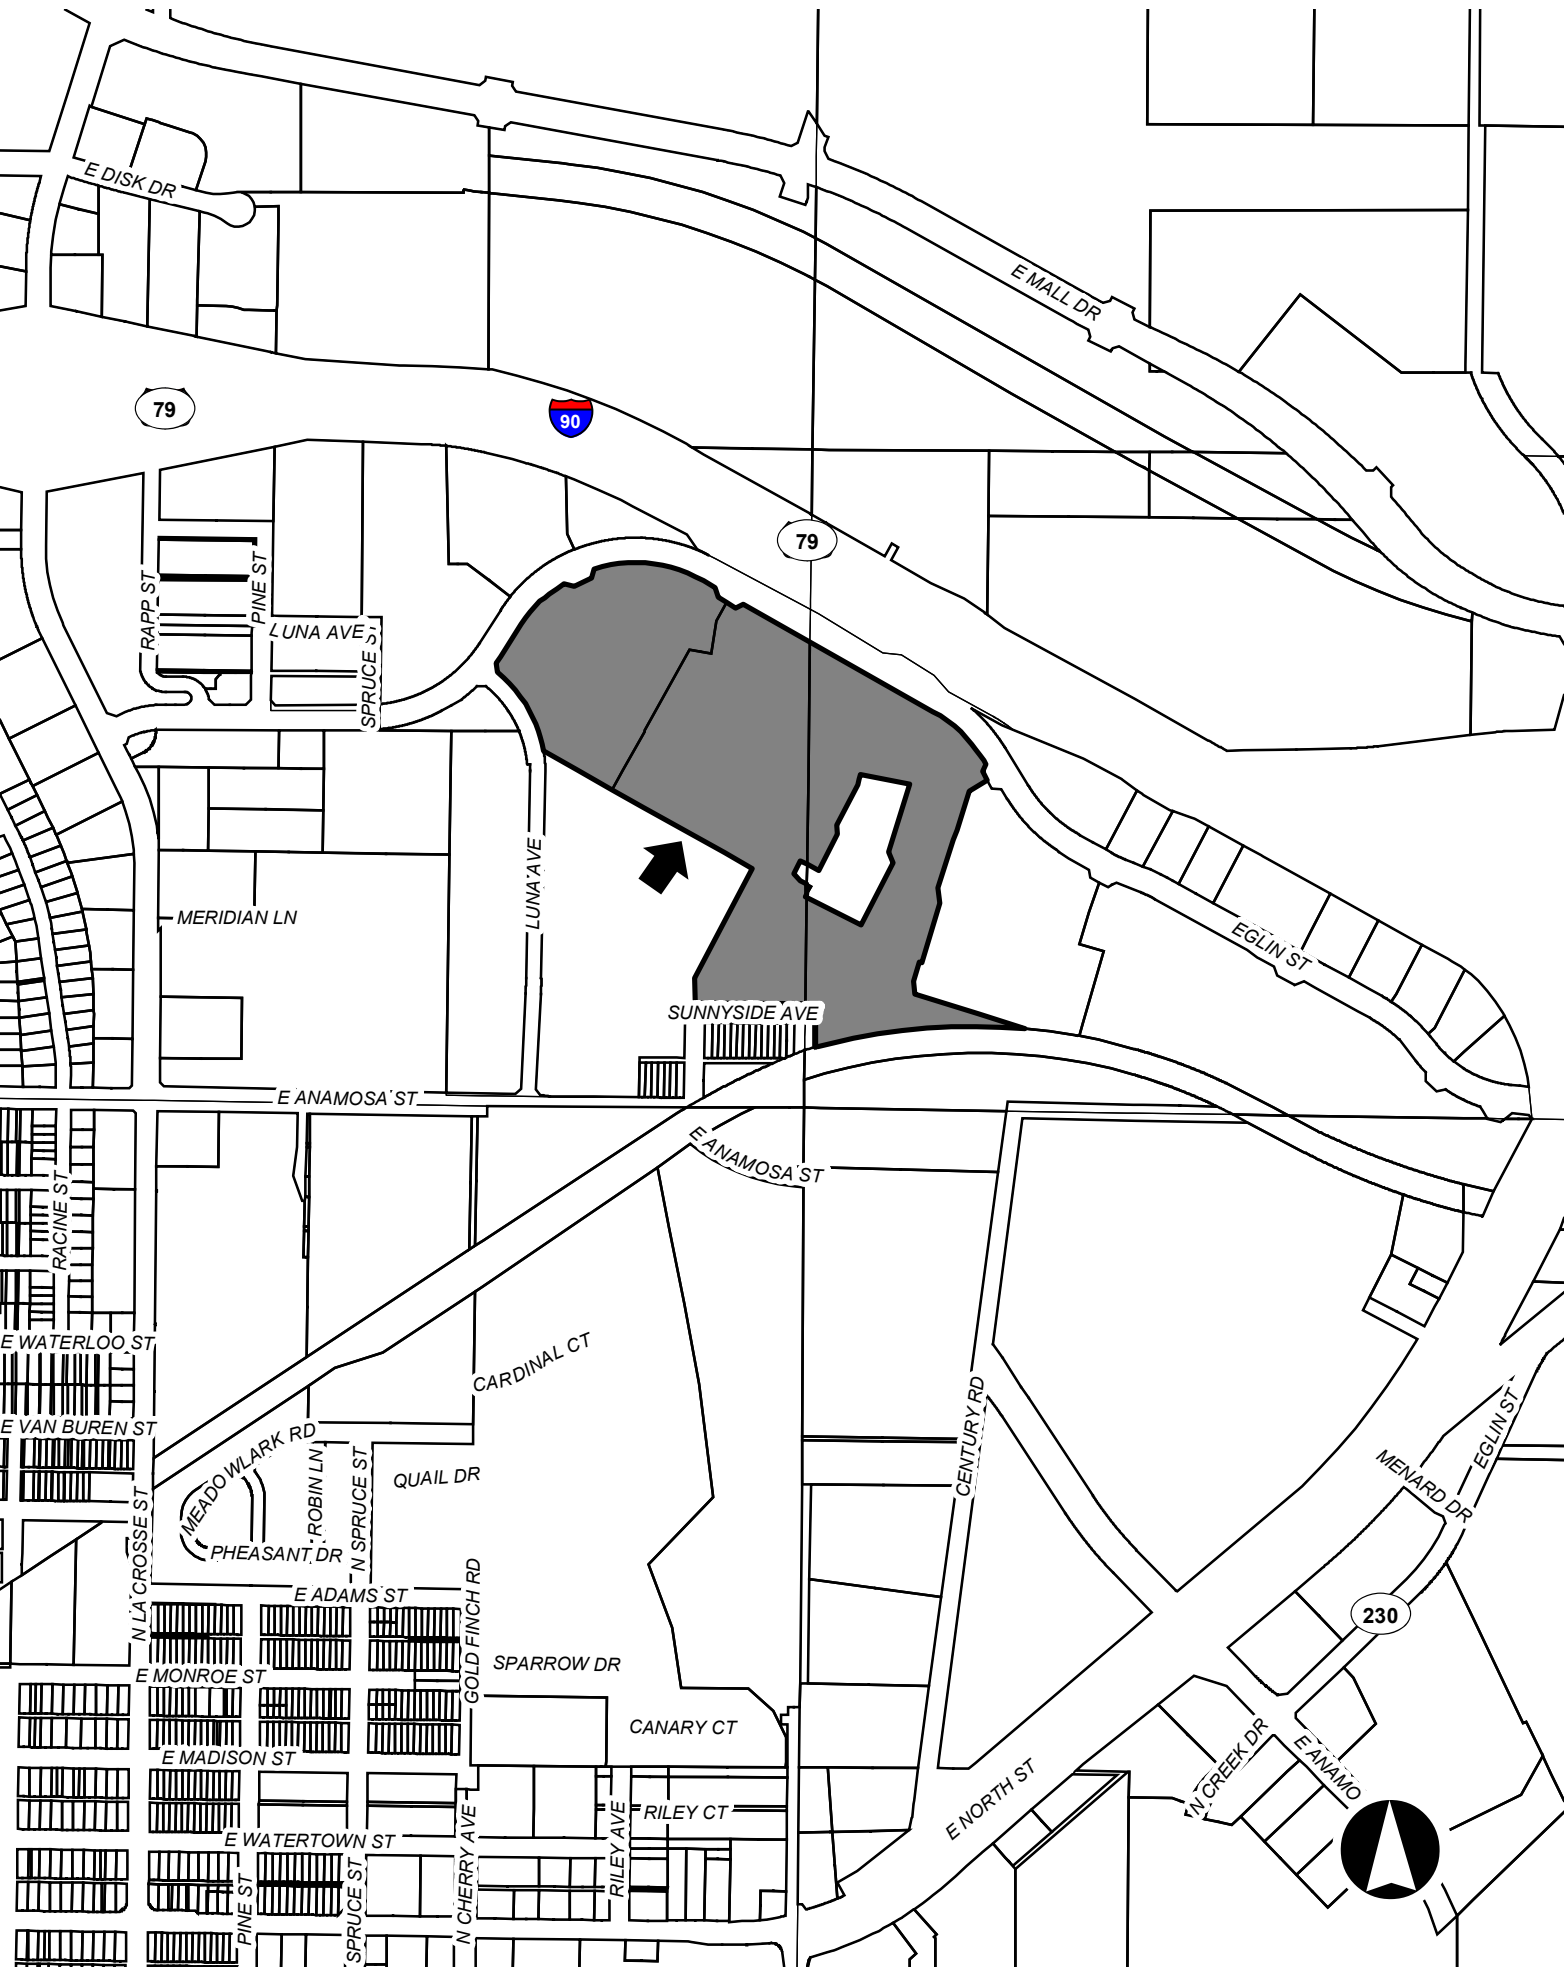 E DISK DR
E MALL DR
79
90
79
RAPP ST
PINE ST
LUNA AVE
SPRUCE ST
LUNA AVE
MERIDIAN LN
EGLIN ST
SUNNYSIDE AVE
E ANAMOSA ST
E ANAMOSA ST
RACINE ST
E WATERLOO ST
CARDINAL CT
CENTURY RD
E VAN BUREN ST
MEADOWLARK RD
ROBIN LN
N SPRUCE ST
QUAIL DR
EGLIN ST
MENARD DR
N LACROSSE ST
PHEASANT DR
E ADAMS ST
GOLD FINCH RD
230
E MONROE ST
SPARROW DR
CANARY CT
E MADISON ST
N CREEK DR
E ANAMO
E NORTH ST
RILEY CT
E WATERTOWN ST
N CHERRY AVE
RILEY AVE
PINE ST
SPRUCE ST